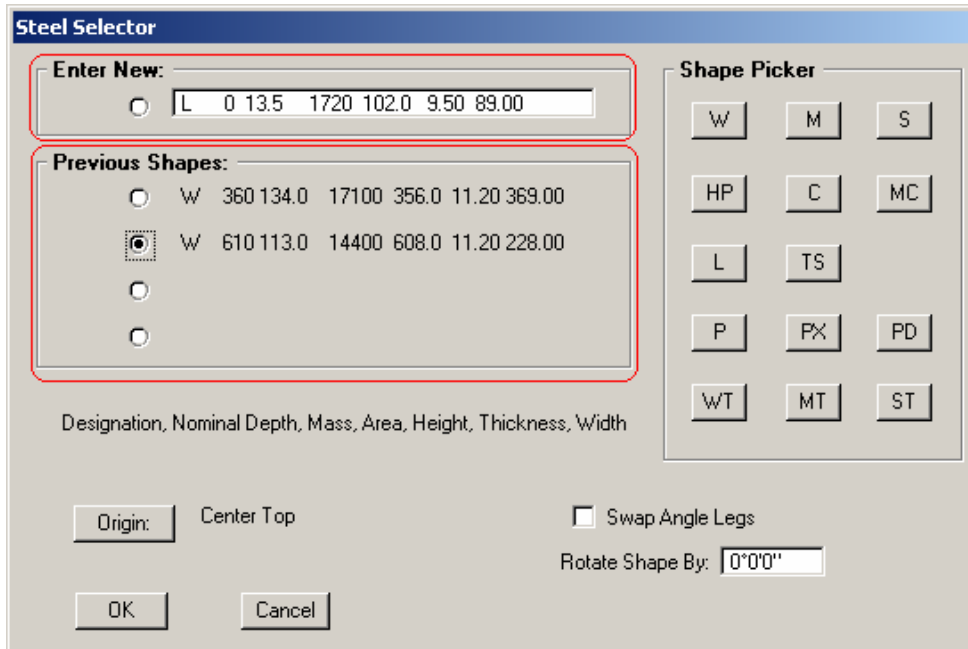 Steel Selector
Enter New:
L 0 13.5 1720 102.0 9.50 89.00
Previous Shapes:
W 360 134.0 17100 356.0 11.20 369.00
W 610 113.0 14400 608.0 11.20 228.00
Designation, Nominal Depth, Mass, Area, Height, Thickness, Width
Shape Picker
W M S
HP C MC
L TS
P PX PD
WT MT ST
Origin: Center Top
Swap Angle Legs
Rotate Shape By: 0°0'0"
OK Cancel